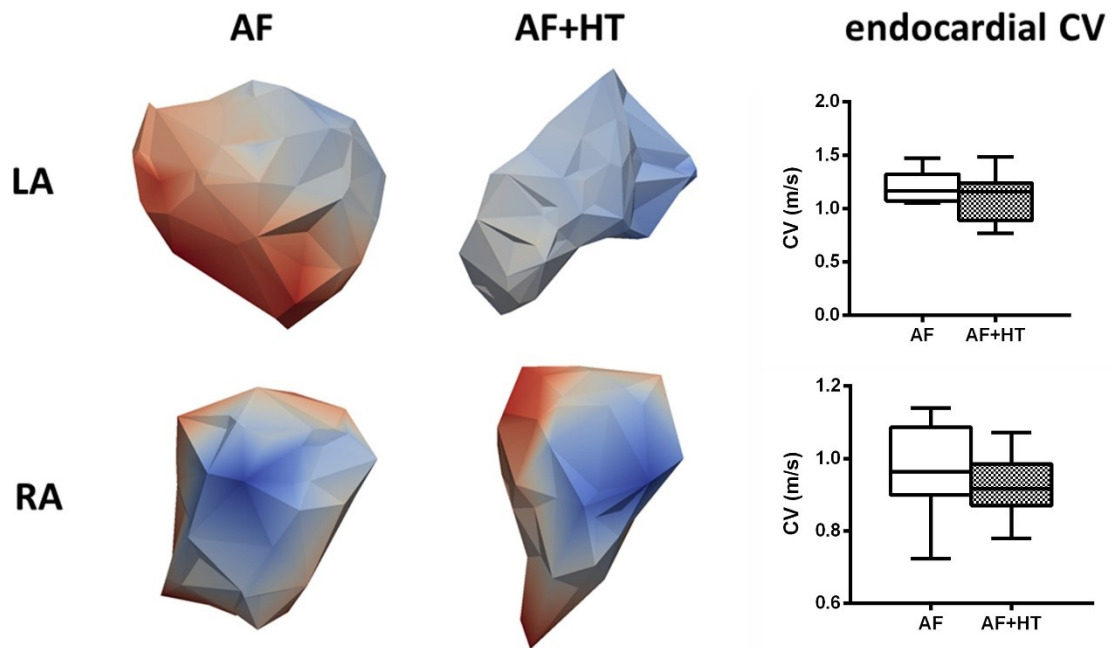 AF
AF+HT
endocardial CV
LA
CV (m/s)
2.0
1.5
1.0
0.5
0.0
AF
AF+HT
RA
CV (m/s)
1.2
1.0
0.8
0.6
AF
AF+HT